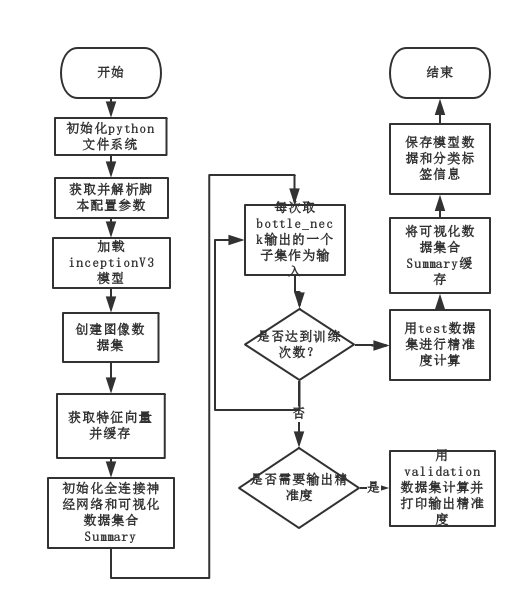 开始
初始化python
文件系统
获取并解析脚
本配置参数
加载
inceptionV3
模型
创建图像数
据集
获取特征向量
并缓存
初始化全连接神
经网络和可视化
数据集合
Summary
每次取
bottle_nec
k输出的一个
子集作为输
入
是否达到训练
次数?
否
是否需要输出精
准度
是
用
validation
数据集计算并
打印输出精准
度
用test数据
集进行精准
度计算
将可视化数
据集合
Summary缓
存
保存模型数
据和分类标
签信息
结束